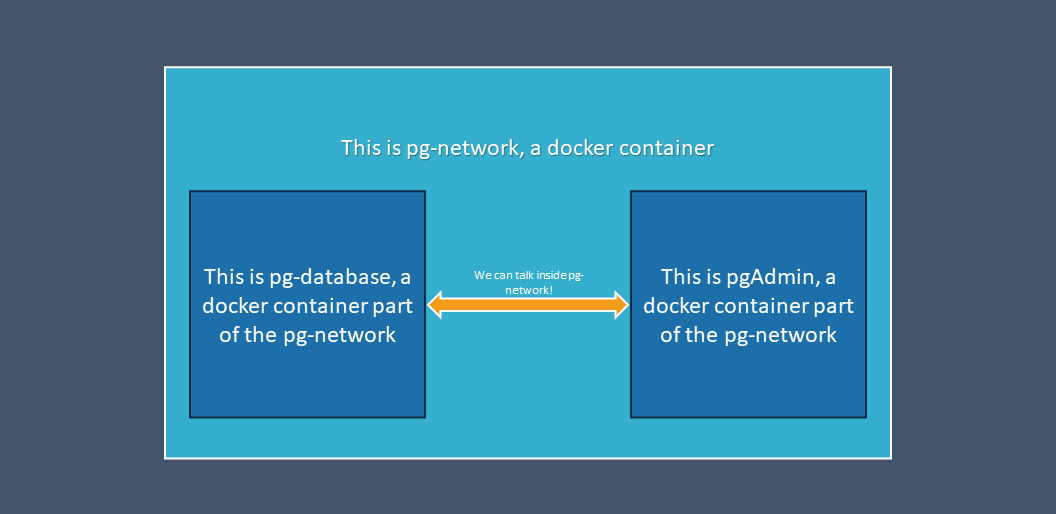 This is pg-network, a docker container
This is pg-database, a
docker container part
of the pg-network
We can talk inside pg-
network!
This is pgAdmin, a
docker container part
of the pg-network